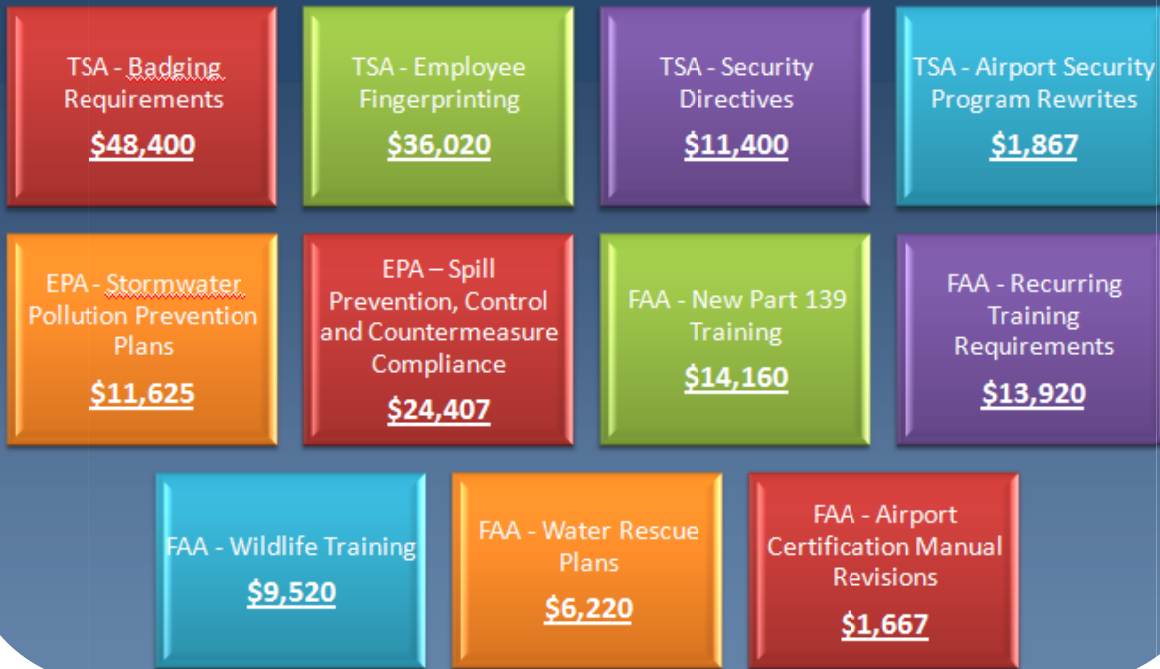 TSA - Badging
Requirements
$48,400
TSA - Employee
Fingerprinting
$36,020
TSA - Security
Directives
$11,400
TSA - Airport Security
Program Rewrites
$1,867
EPA - Stormwater
Pollution Prevention
Plans
$11,625
EPA – Spill
Prevention, Control
and Countermeasure
Compliance
$24,407
FAA - New Part 139
Training
$14,160
FAA - Recurring
Training
Requirements
$13,920
FAA - Wildlife Training
$9,520
FAA - Water Rescue
Plans
$6,220
FAA - Airport
Certification Manual
Revisions
$1,667